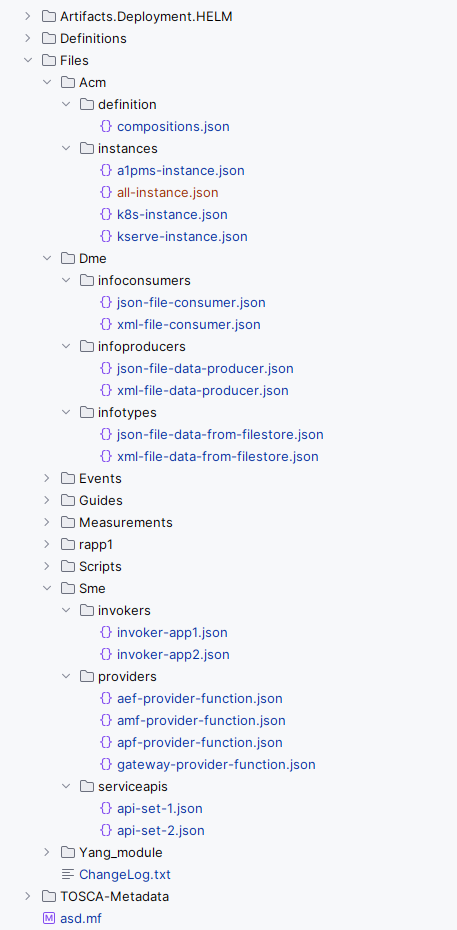 Artifacts.Deployment.HELM
Definitions
Files
Acm
definition
compositions.json
instances
a1pms-instance.json
all-instance.json
k8s-instance.json
kserve-instance.json
Dme
infoconsumers
json-file-consumer.json
xml-file-consumer.json
infoproducers
json-file-data-producer.json
xml-file-data-producer.json
infotypes
json-file-data-from-filestore.json
xml-file-data-from-filestore.json
Events
Guides
Measurements
rapp1
Scripts
Sme
invokers
invoker-app1.json
invoker-app2.json
providers
aef-provider-function.json
amf-provider-function.json
apf-provider-function.json
gateway-provider-function.json
serviceapis
api-set-1.json
api-set-2.json
Yang_module
ChangeLog.txt
TOSCA-Metadata
asd.mf